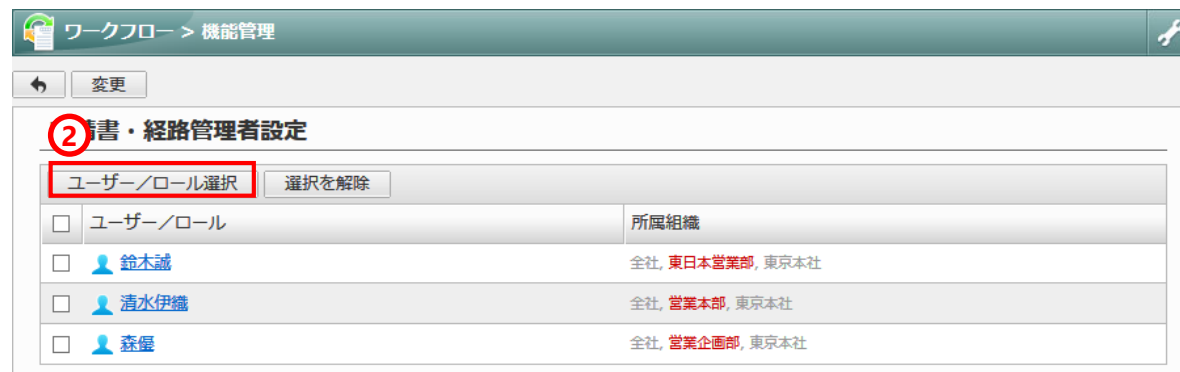 ワークフロー > 機能管理
変更
② 請書・経路管理者設定
ユーザー／ロール選択 選択を解除
ユーザー／ロール 所属組織
鈴木誠 全社, 東日本営業部, 東京本社
清水伊織 全社, 営業本部, 東京本社
森優 全社, 営業企画部, 東京本社